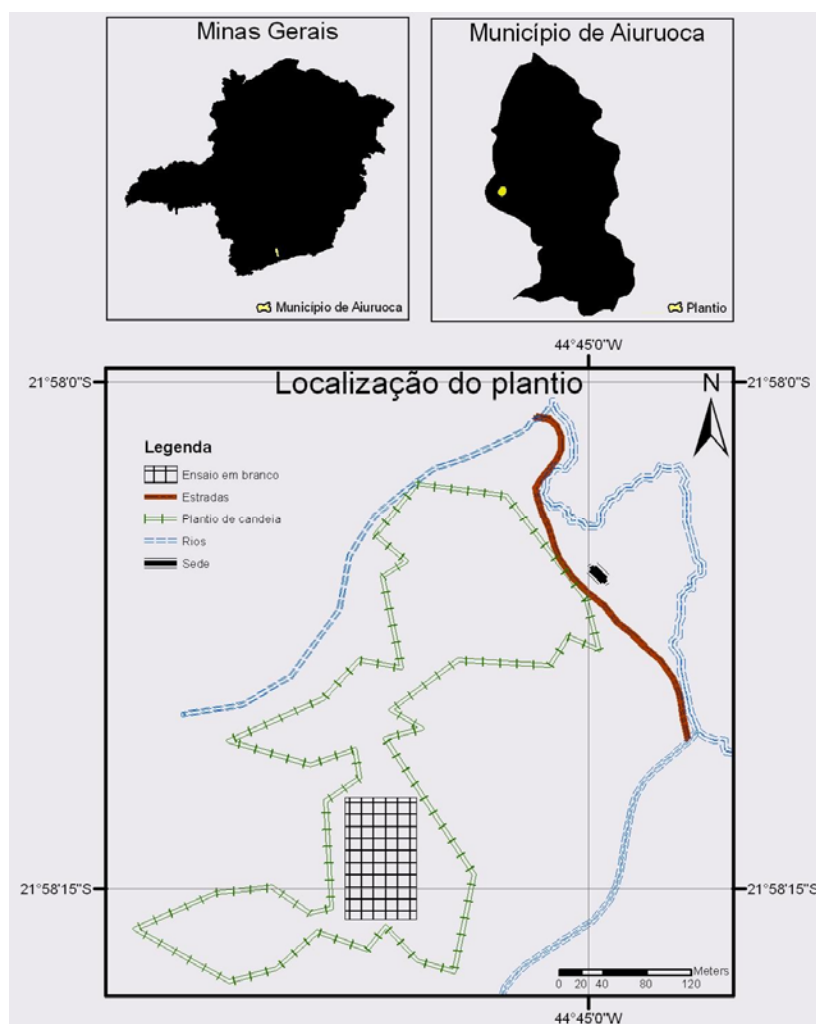 Minas Gerais
Município de Aiuruoca
Município de Aiuruoca
Plantio
44°45'0"W
21°58'0"S
21°58'0"S
Localização do plantio
N
Legenda
Ensaio em branco
Estradas
Plantio de candeia
Rios
Sede
21°58'15"S
21°58'15"S
Meters
0 20 40 80 120
44°45'0"W